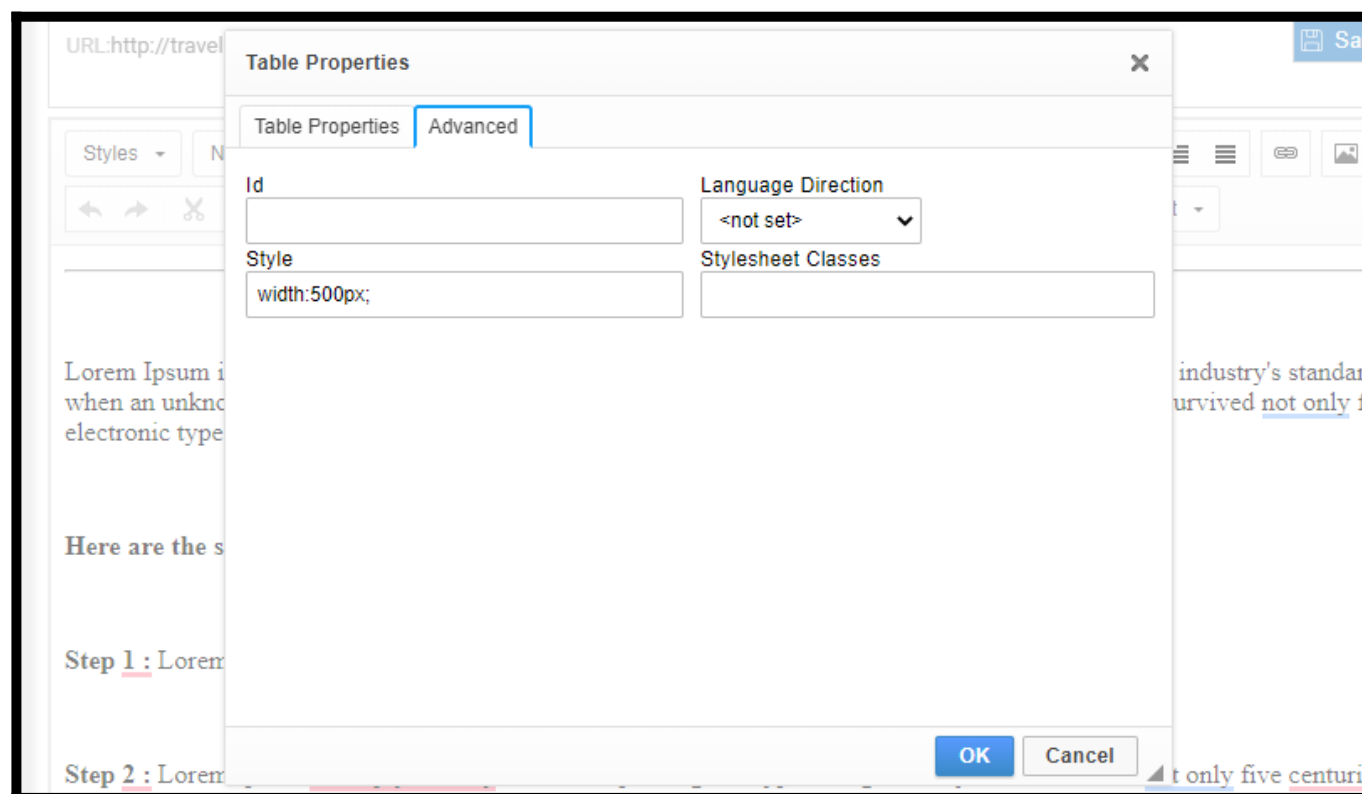 URL:http://travel
Sa
Table Properties
Table Properties
Advanced
Styles
N
Id
Language Direction
<not set>
t
Style
Stylesheet Classes
width:500px;
Lorem Ipsum i
industry's standar
when an unkno
urvived not only f
electronic type
Here are the s
Step 1 : Lorem
OK
Cancel
Step 2 : Lorem
t only five centuri